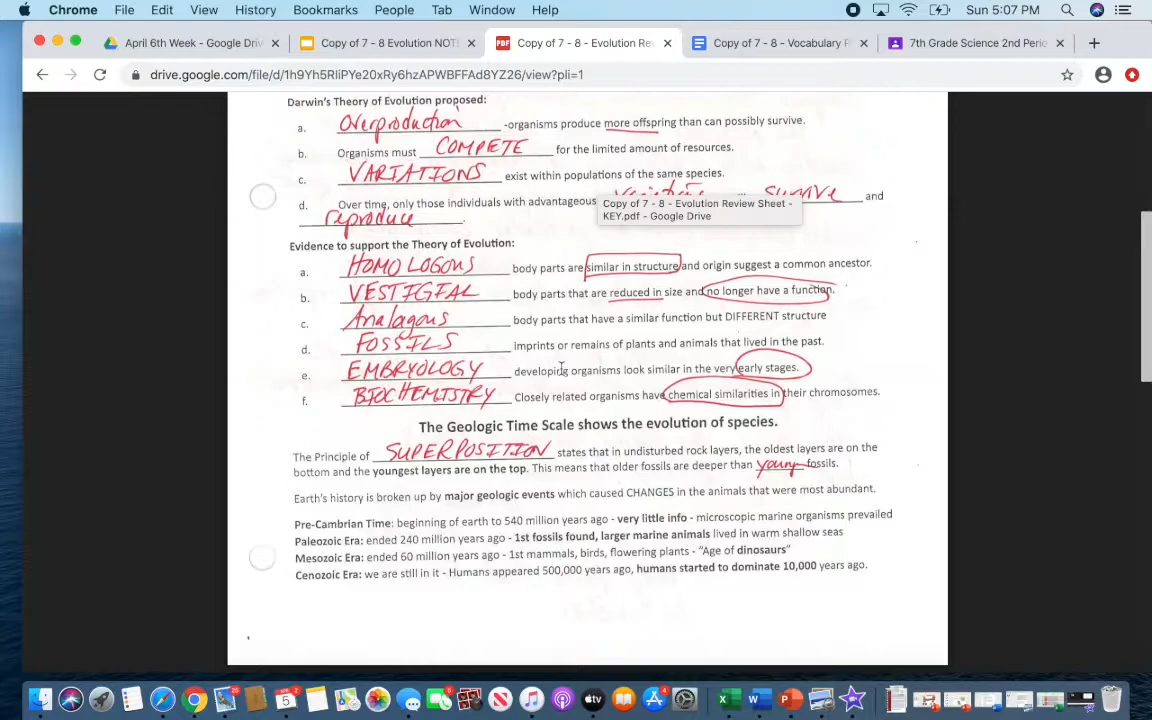 Chrome File Edit View History Bookmarks People Tab Window Help Sun 5:07 PM
April 6th Week - Google Driv Copy of 7 - 8 Evolution NOT Copy of 7 - 8 - Evolution Re Copy of 7 - 8 - Vocabulary 7th Grade Science 2nd Perio
drive.google.com/file/d/1h9Yh5RliPYe20xRy6hzAPWBFFAd8YZ26/view?pli=1
Darwin's Theory of Evolution proposed:
a. Overproduction -organisms produce more offspring than can possibly survive.
b. Organisms must COMPETE for the limited amount of resources.
c. VARIATIONS exist within populations of the same species.
d. Over time, only those individuals with advantageous survive and
reproduce.
Copy of 7 - 8 - Evolution Review Sheet -
KEY.pdf - Google Drive
Evidence to support the Theory of Evolution:
a. HOMOLOGOUS body parts are similar in structure and origin suggest a common ancestor.
b. VESTIGIAL body parts that are reduced in size and no longer have a function.
c. Analagous body parts that have a similar function but DIFFERENT structure
d. FOSSILS imprints or remains of plants and animals that lived in the past.
e. EMBRYOLOGY developing organisms look similar in the very early stages.
f. BIOCHEMISTRY Closely related organisms have chemical similarities in their chromosomes.
The Geologic Time Scale shows the evolution of species.
The Principle of SUPERPOSITION states that in undisturbed rock layers, the oldest layers are on the
bottom and the youngest layers are on the top. This means that older fossils are deeper than young fossils.
Earth's history is broken up by major geologic events which caused CHANGES in the animals that were most abundant.
Pre-Cambrian Time: beginning of earth to 540 million years ago - very little info - microscopic marine organisms prevailed
Paleozoic Era: ended 240 million years ago - 1st fossils found, larger marine animals lived in warm shallow seas
Mesozoic Era: ended 60 million years ago - 1st mammals, birds, flowering plants - "Age of dinosaurs"
Cenozoic Era: we are still in it - Humans appeared 500,000 years ago, humans started to dominate 10,000 years ago.